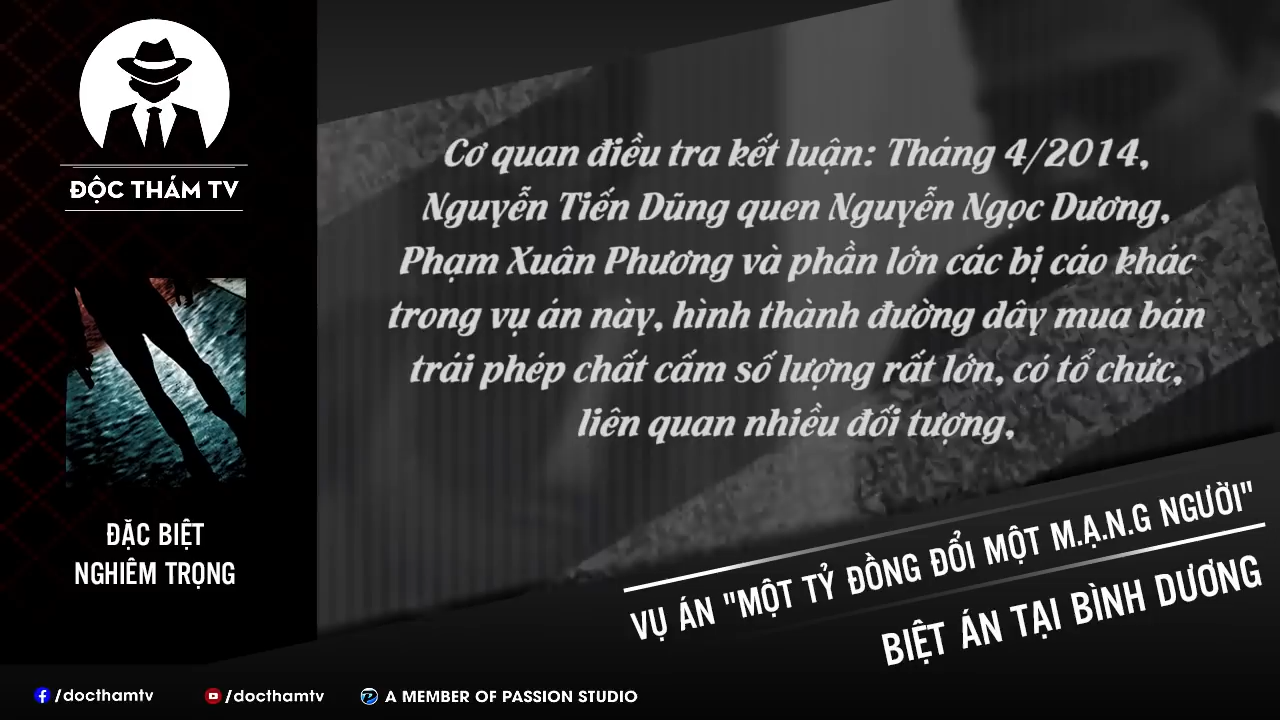 ĐỘC THÁM TV
ĐẶC BIỆT
NGHIÊM TRỌNG
Cơ quan điều tra kết luận: Tháng 4/2014,
Nguyễn Tiến Dũng quen Nguyễn Ngọc Dương,
Phạm Xuân Phương và phần lớn các bị cáo khác
trong vụ án này, hình thành đường dây mua bán
trái phép chất cấm số lượng rất lớn, có tổ chức,
liên quan nhiều đối tượng,
VỤ ÁN "MỘT TỶ ĐỒNG ĐỔI MỘT M.Ạ.N.G NGƯỜI"
BIỆT ÁN TẠI BÌNH DƯƠNG
/docthamtv
/docthamtv
A MEMBER OF PASSION STUDIO